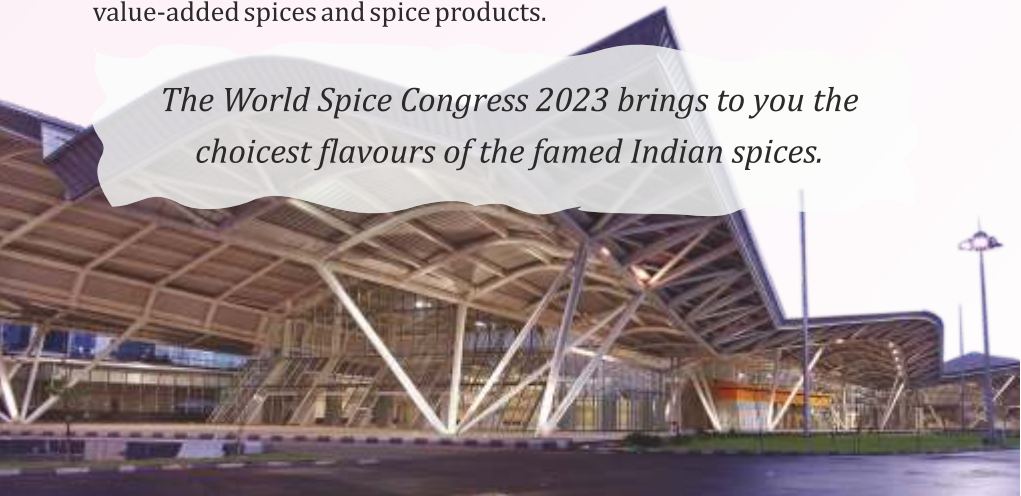 value-added spices and spice products.
The World Spice Congress 2023 brings to you the
choicest flavours of the famed Indian spices.